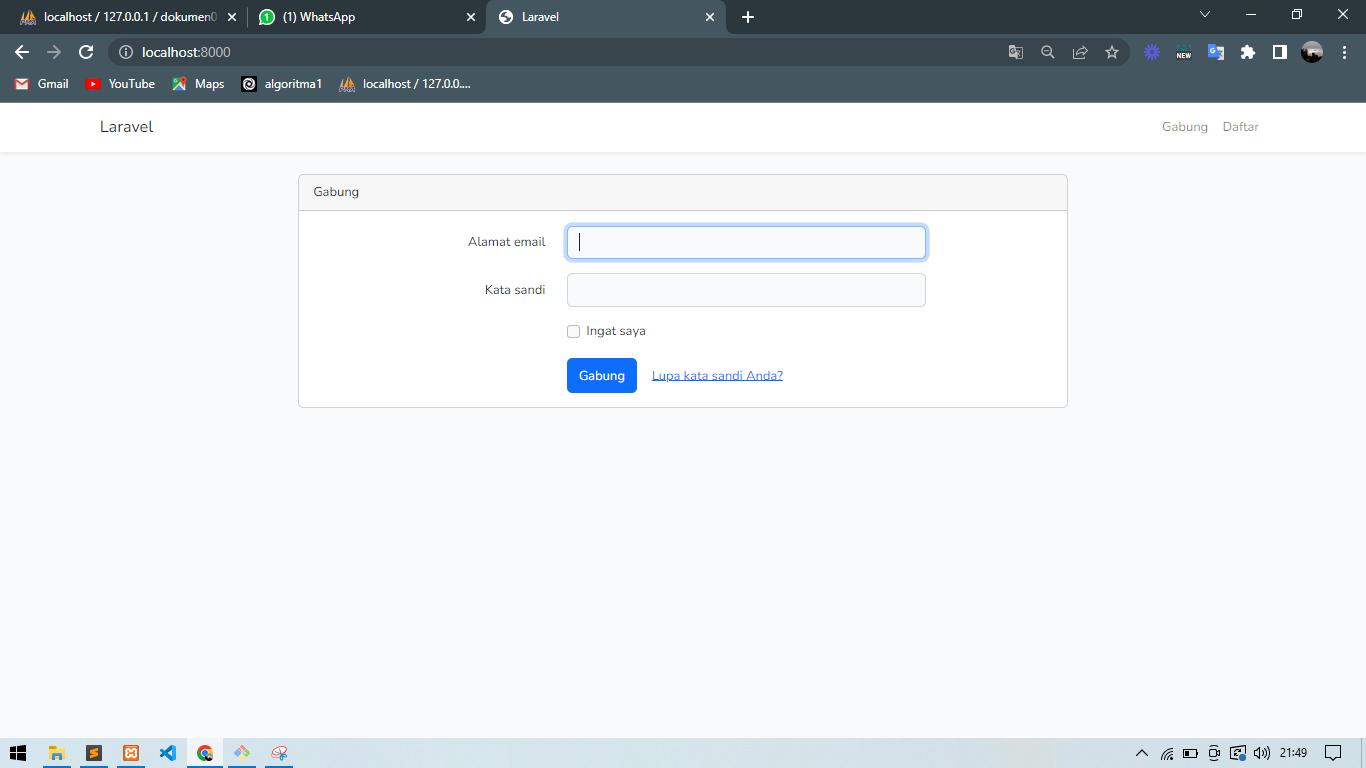 localhost / 127.0.0.1 / dokumen0
(1) WhatsApp
Laravel
localhost:8000
NEW
Gmail
YouTube
Maps
algoritma1
localhost / 127.0.0....
Laravel
Gabung
Daftar
Gabung
Alamat email
Kata sandi
Ingat saya
Gabung
Lupa kata sandi Anda?
21:49